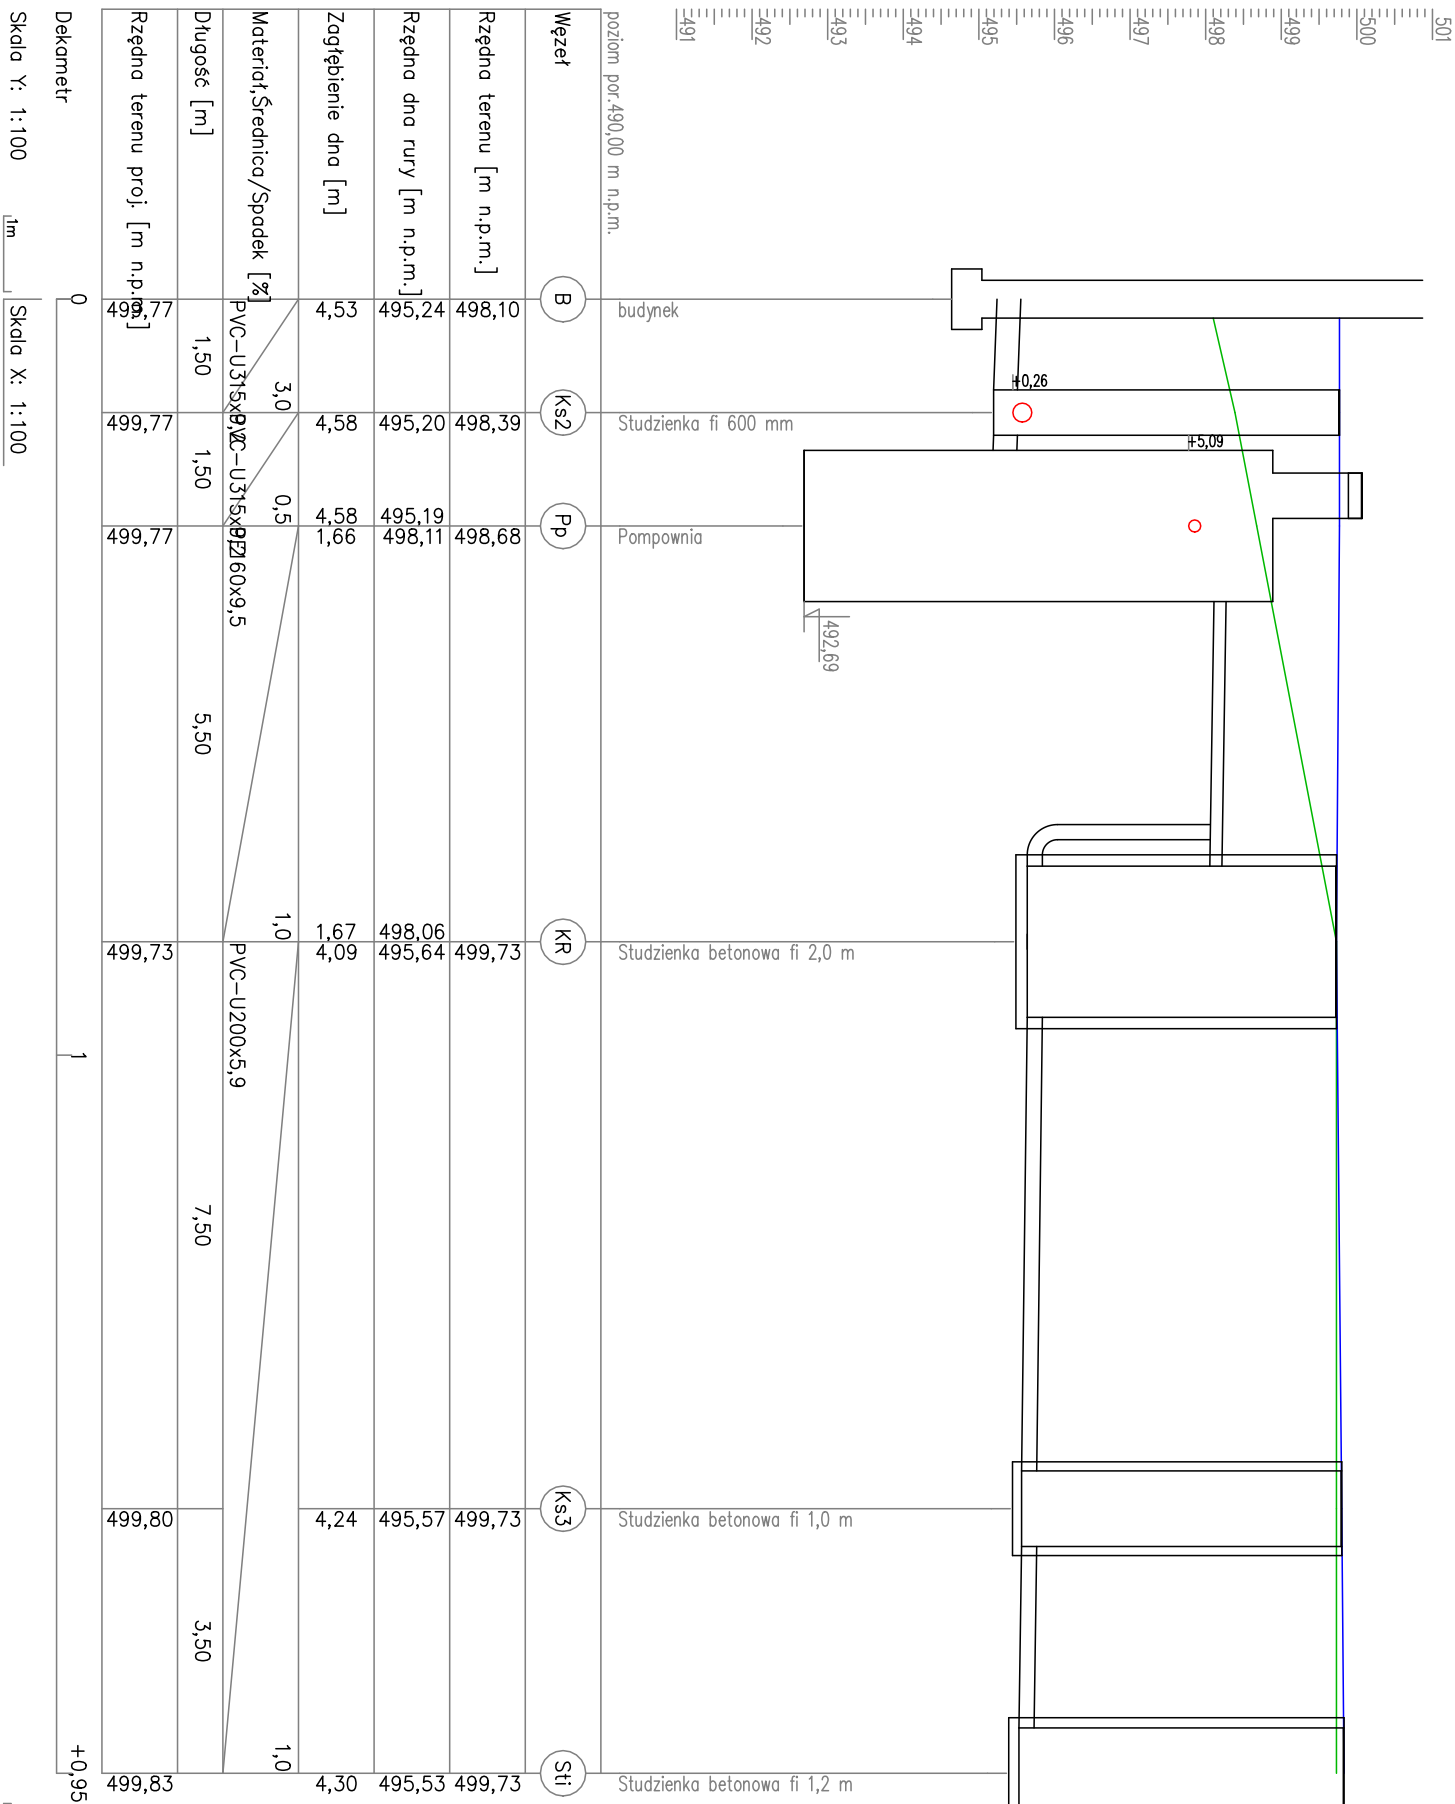 501
500
499
498
497
496
495
494
493
492
491
+0,26
+5,09
492,69
poziom por.490,00 m n.p.m.
budynek
Studzienka fi 600 mm
Pompownia
Studzienka betonowa fi 2,0 m
Studzienka betonowa fi 1,0 m
Studzienka betonowa fi 1,2 m
Węzeł B Ks2 Pp KR Ks3 Sti
Rzędna terenu [m n.p.m.] 498,10 498,39 498,68 499,73 499,73 499,73
Rzędna dna rury [m n.p.m.] 495,24 495,20 495,19 498,11 498,06 495,64 495,57 495,53
Zagłębienie dna [m] 4,53 4,58 4,58 1,66 1,67 4,09 4,24 4,30
Materiał,Średnica/Spadek [%] 3,0 0,5 1,0 1,0
PVC-U315x9,2 PVC-U315x9,2 PE160x9,5 PVC-U200x5,9
Długość [m] 1,50 1,50 5,50 7,50 3,50
Rzędna terenu proj. [m n.p.m.] 499,77 499,77 499,77 499,73 499,80 499,83
Dekametr 0 1 +0,95
Skala Y: 1:100 1m Skala X: 1:100